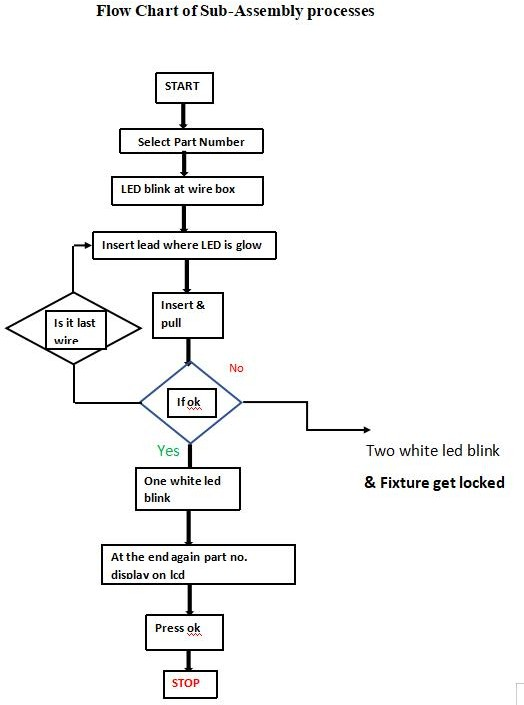 Flow Chart of Sub-Assembly processes
START
Select Part Number
LED blink at wire box
Insert lead where LED is glow
Insert &
pull
Is it last
wire
No
If ok
Yes
Two white led blink
& Fixture get locked
One white led
blink
At the end again part no.
display on lcd
Press ok
STOP